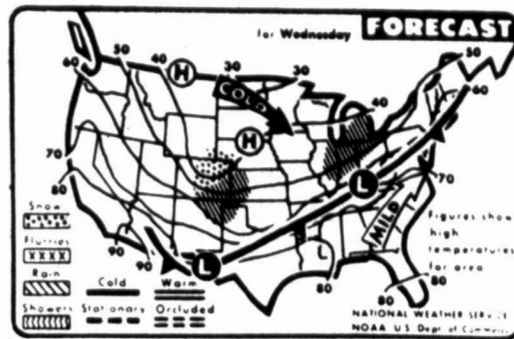 for Wednesday FORECAST
60 50 40 H 30 30 50
COLD
40 60
H
70
80
L
70
MILD
Snow
Flurries
Rain
Showers
90 90
L
L
80
80
80
Cold Warm
Stationary Occluded
Figures show
high
temperatures
for area
NATIONAL WEATHER SERVICE
NOAA U.S. Dept of Commerce